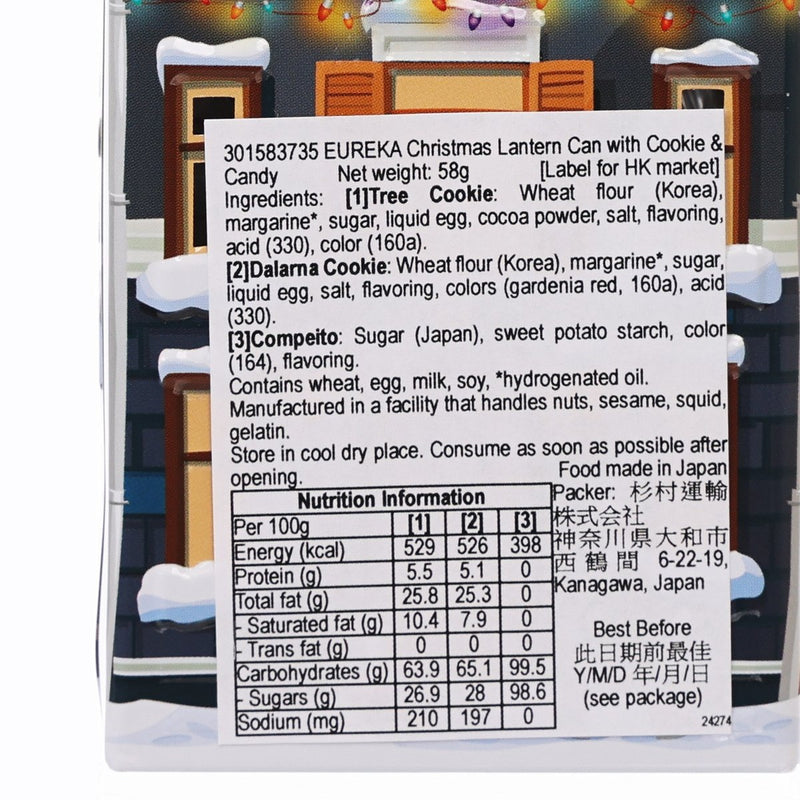 301583735 EUREKA Christmas Lantern Can with Cookie &
Candy Net weight: 58g [Label for HK market]
Ingredients: [1]Tree Cookie: Wheat flour (Korea),
margarine*, sugar, liquid egg, cocoa powder, salt, flavoring,
acid (330), color (160a).
[2]Dalarna Cookie: Wheat flour (Korea), margarine*, sugar,
liquid egg, salt, flavoring, colors (gardenia red, 160a), acid
(330).
[3]Compeito: Sugar (Japan), sweet potato starch, color
(164), flavoring.
Contains wheat, egg, milk, soy, *hydrogenated oil.
Manufactured in a facility that handles nuts, sesame, squid,
gelatin.
Store in cool dry place. Consume as soon as possible after
opening.
Nutrition Information
Per 100g [1] [2] [3]
Energy (kcal) 529 526 398
Protein (g) 5.5 5.1 0
Total fat (g) 25.8 25.3 0
- Saturated fat (g) 10.4 7.9 0
- Trans fat (g) 0 0 0
Carbohydrates (g) 63.9 65.1 99.5
- Sugars (g) 26.9 28 98.6
Sodium (mg) 210 197 0
Food made in Japan
Packer: 杉村運輸
株式会社
神奈川県大和市
西鶴間 6-22-19,
Kanagawa, Japan
Best Before
此日期前最佳
Y/M/D 年/月/日
(see package)
24274